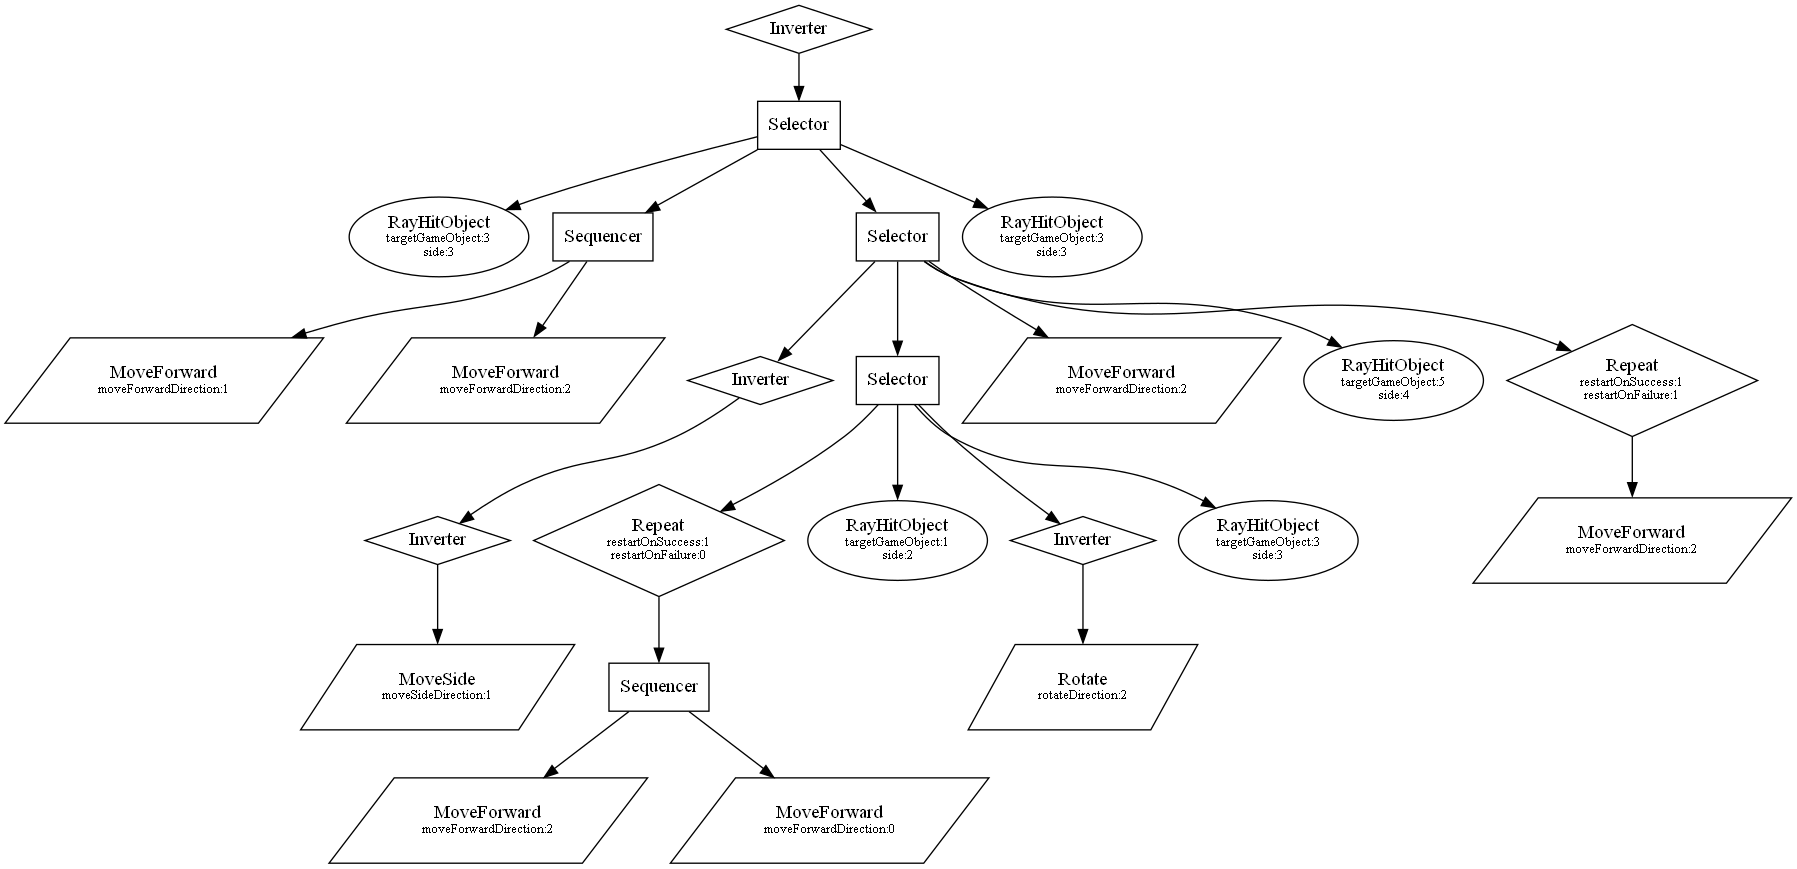 Inverter
Selector
RayHitObject
targetGameObject:3
side:3
Sequencer
Selector
RayHitObject
targetGameObject:3
side:3
MoveForward
moveForwardDirection:1
MoveForward
moveForwardDirection:2
Inverter
Selector
MoveForward
moveForwardDirection:2
RayHitObject
targetGameObject:5
side:4
Repeat
restartOnSuccess:1
restartOnFailure:1
Inverter
Repeat
restartOnSuccess:1
restartOnFailure:0
RayHitObject
targetGameObject:1
side:2
Inverter
RayHitObject
targetGameObject:3
side:3
MoveForward
moveForwardDirection:2
MoveSide
moveSideDirection:1
Sequencer
Rotate
rotateDirection:2
MoveForward
moveForwardDirection:2
MoveForward
moveForwardDirection:0